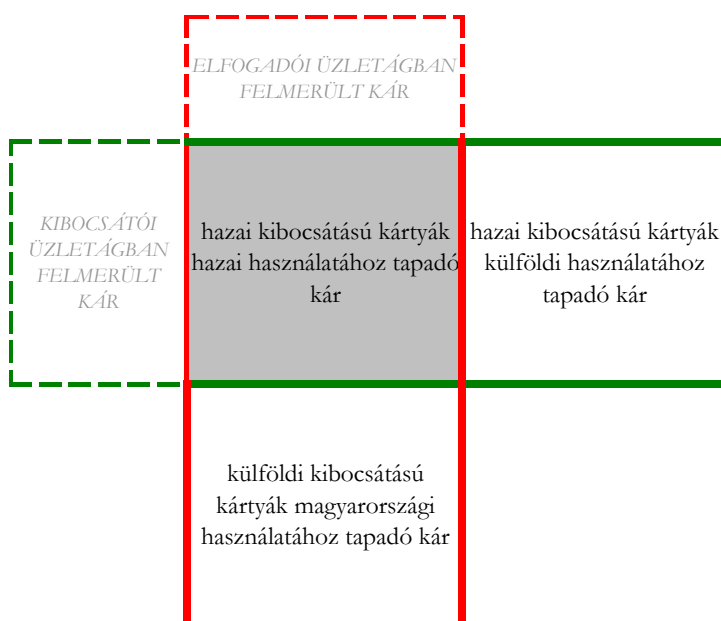 ELFOGADÓI ÜZLETÁGBAN
FELMERÜLT KÁR
KIBOCSÁTÓI
ÜZLETÁGBAN
FELMERÜLT
KÁR
hazai kibocsátású kártyák
hazai használatához tapadó
kár
hazai kibocsátású kártyák
külföldi használatához
tapadó kár
külföldi kibocsátású
kártyák magyarországi
használatához tapadó kár